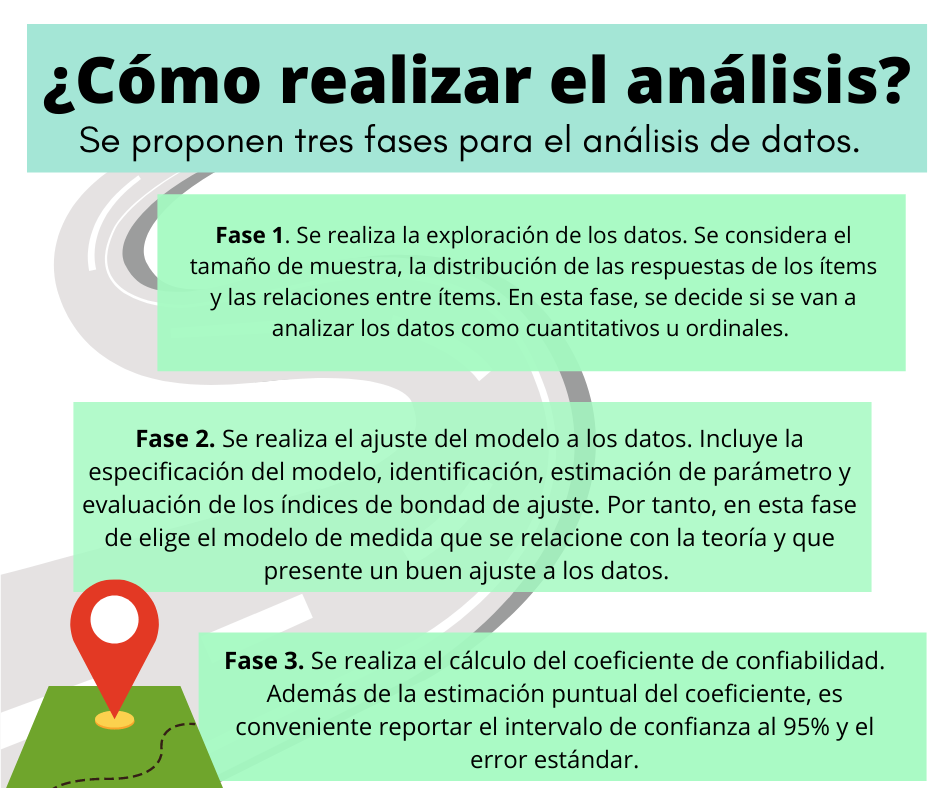 ¿Cómo realizar el análisis?
Se proponen tres fases para el análisis de datos.
Fase 1. Se realiza la exploración de los datos. Se considera el
tamaño de muestra, la distribución de las respuestas de los ítems
y las relaciones entre ítems. En esta fase, se decide si se van a
analizar los datos como cuantitativos u ordinales.
Fase 2. Se realiza el ajuste del modelo a los datos. Incluye la
especificación del modelo, identificación, estimación de parámetro y
evaluación de los índices de bondad de ajuste. Por tanto, en esta fase
de elige el modelo de medida que se relacione con la teoría y que
presente un buen ajuste a los datos.
Fase 3. Se realiza el cálculo del coeficiente de confiabilidad.
Además de la estimación puntual del coeficiente, es
conveniente reportar el intervalo de confianza al 95% y el
error estándar.